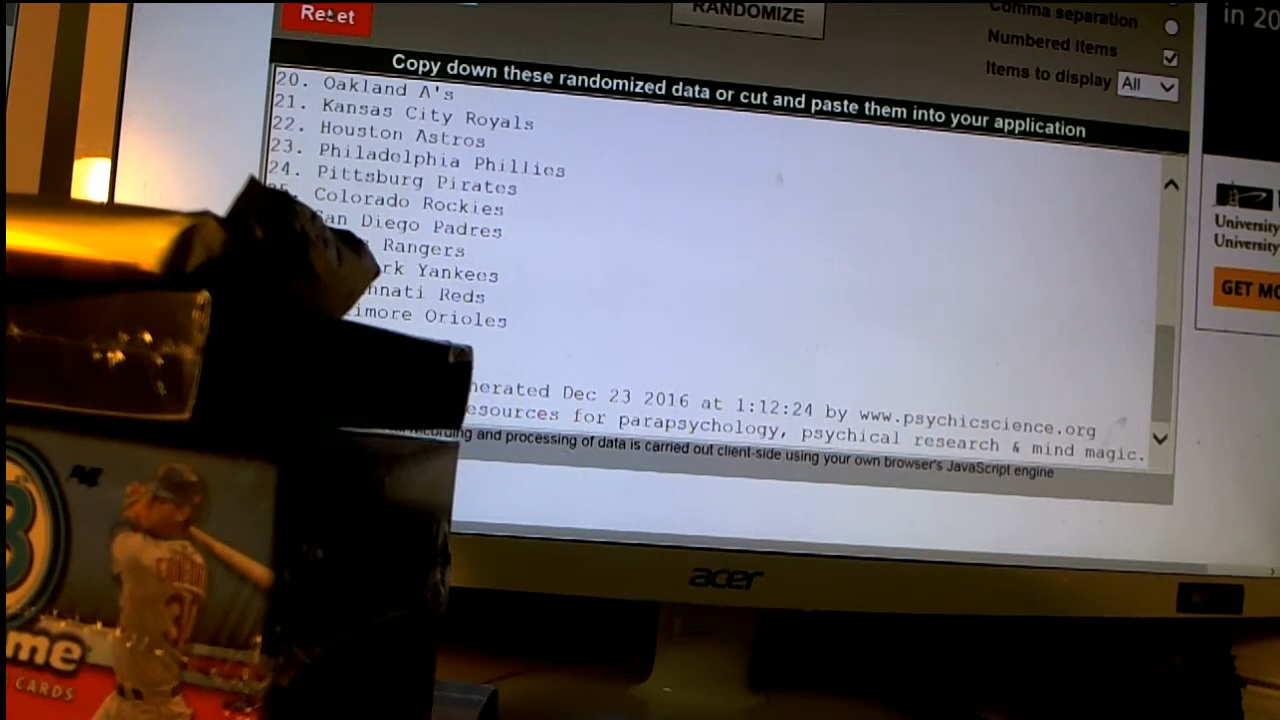 in 20
Reset
RANDOMIZE
Comma separation
Numbered items
Items to display All
Copy down these randomized data or cut and paste them into your application
20. Oakland A's
21. Kansas City Royals
22. Houston Astros
23. Philadelphia Phillies
24. Pittsburg Pirates
25. Colorado Rockies
San Diego Padres
Rangers
rk Yankees
nnati Reds
imore Orioles
nerated Dec 23 2016 at 1:12:24 by www.psychicscience.org
esources for parapsychology, psychical research & mind magic.
recording and processing of data is carried out client-side using your own browser's JavaScript engine
University
University
GET MO
acer
me
CARDS